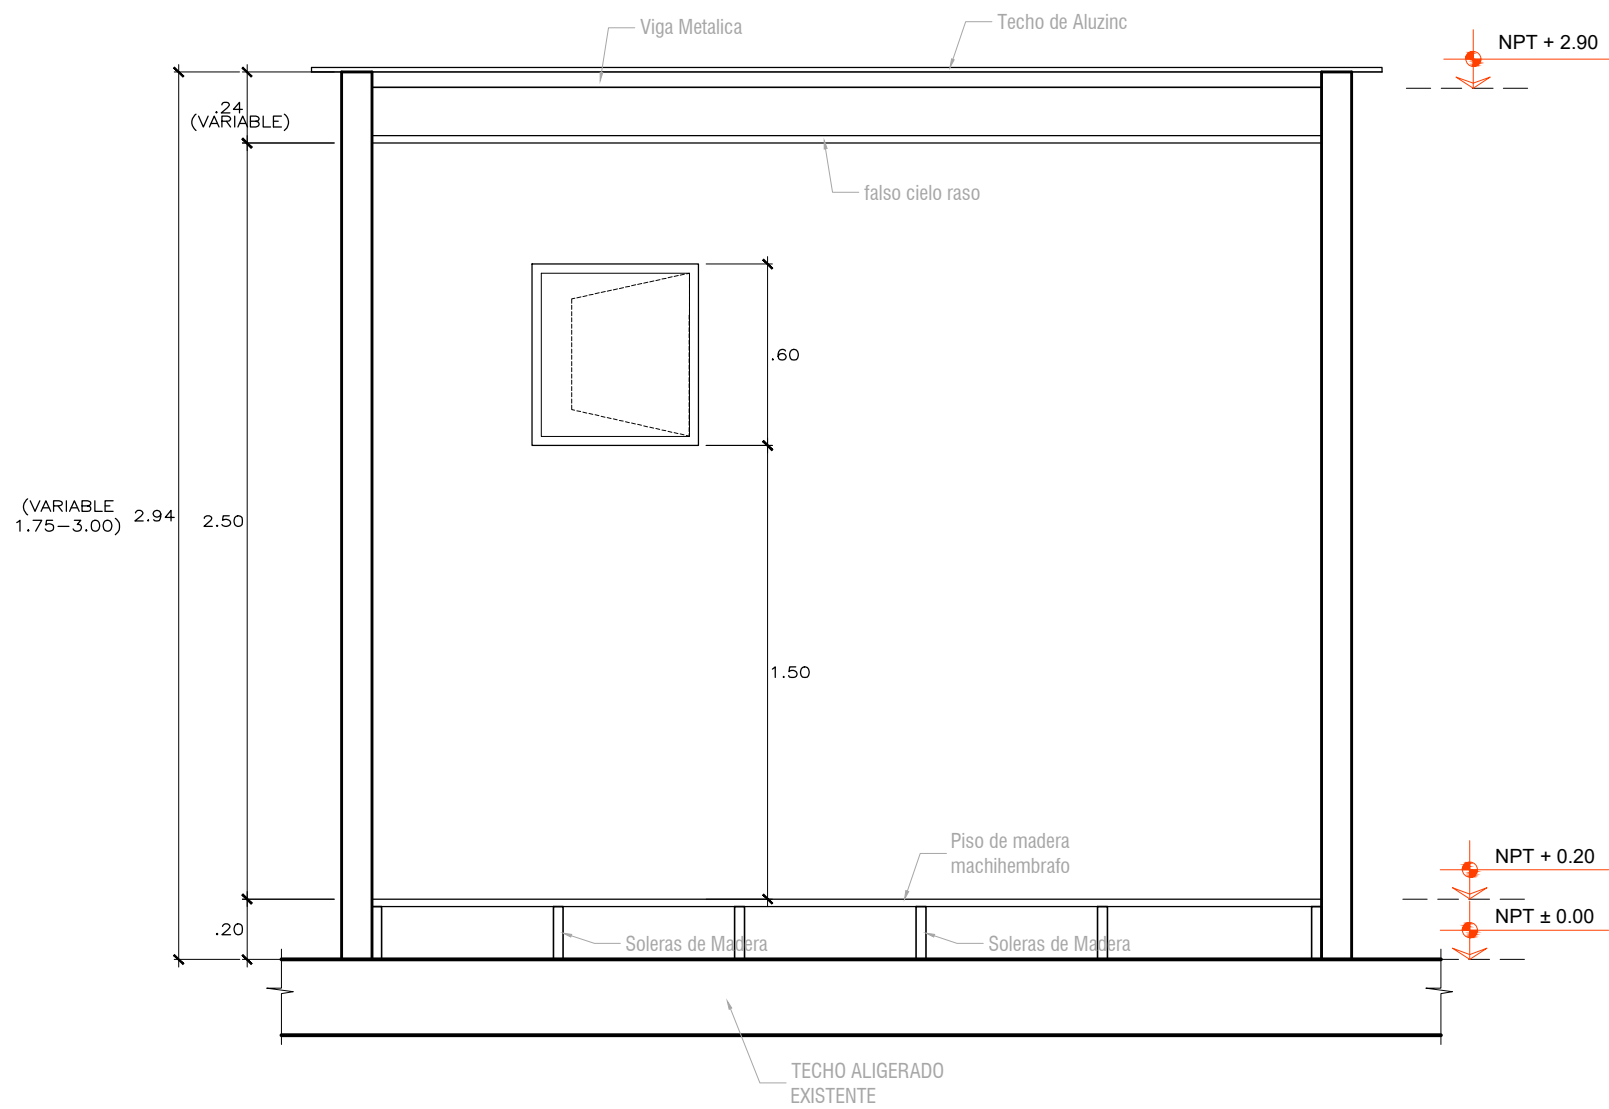 Viga Metalica
Techo de Aluzinc
NPT + 2.90
.24
(VARIABLE)
falso cielo raso
.60
(VARIABLE
1.75-3.00)
2.94
2.50
1.50
Piso de madera
machihembrafo
NPT + 0.20
NPT ± 0.00
.20
Soleras de Madera
Soleras de Madera
TECHO ALIGERADO
EXISTENTE